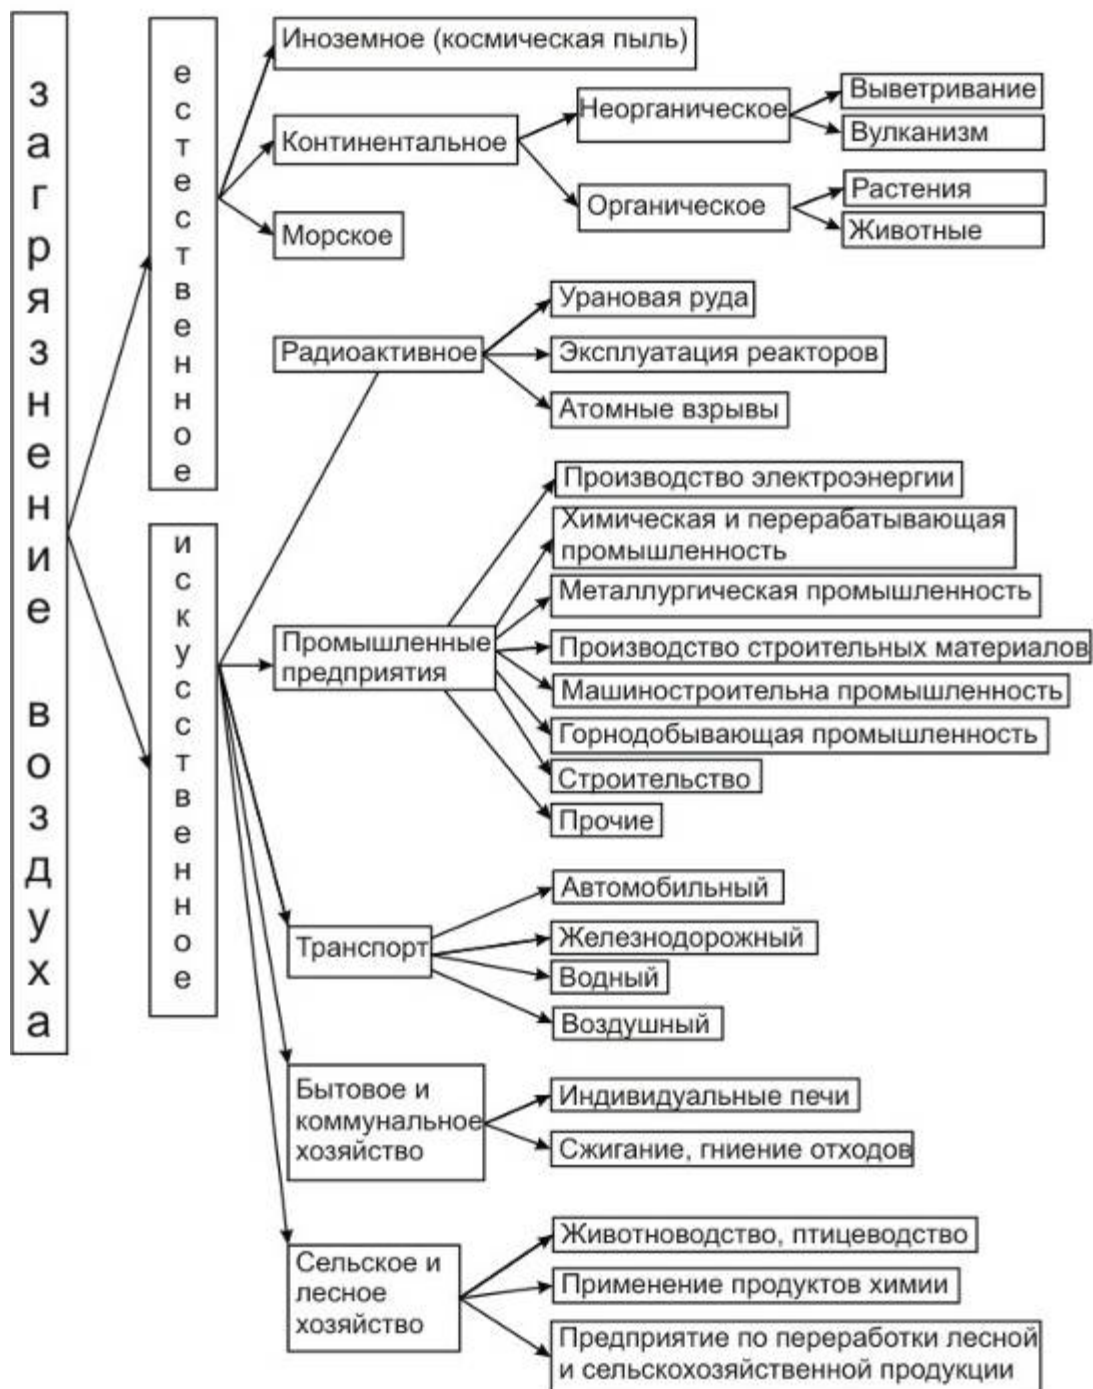 загрязнение воздуха
естественное
Иноземное (космическая пыль)
Континентальное
Неорганическое
Выветривание
Вулканизм
Органическое
Растения
Животные
Морское
искусственное
Радиоактивное
Урановая руда
Эксплуатация реакторов
Атомные взрывы
Промышленные
предприятия
Производство электроэнергии
Химическая и перерабатывающая
промышленность
Металлургическая промышленность
Производство строительных материалов
Машиностроительна промышленность
Горнодобывающая промышленность
Строительство
Прочие
Транспорт
Автомобильный
Железнодорожный
Водный
Воздушный
Бытовое и
коммунальное
хозяйство
Индивидуальные печи
Сжигание, гниение отходов
Сельское и
лесное
хозяйство
Животноводство, птицеводство
Применение продуктов химии
Предприятие по переработки лесной
и сельскохозяйственной продукции